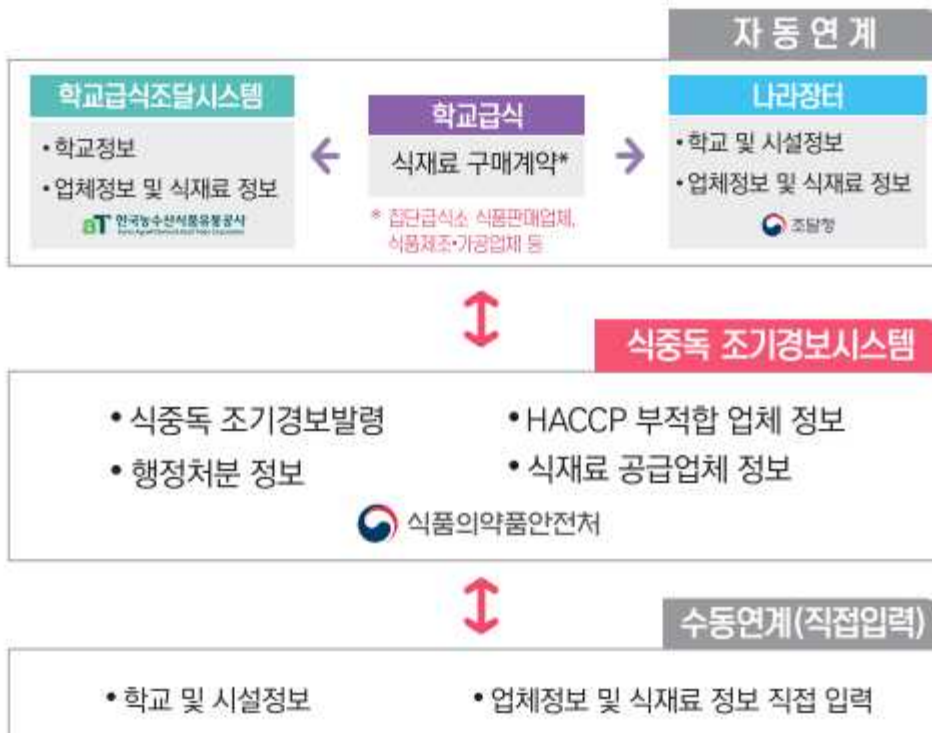 자 동 연 계
학교급식조달시스템
• 학교정보
• 업체정보 및 식재료 정보
aT 한국농수산식품유통공사
학교급식
식재료 구매계약*
* 집단급식소 식품판매업체,
식품제조•가공업체 등
나라장터
• 학교 및 시설정보
• 업체정보 및 식재료 정보
조달청
식중독 조기경보시스템
• 식중독 조기경보발령
• HACCP 부적합 업체 정보
• 행정처분 정보
• 식재료 공급업체 정보
식품의약품안전처
수동연계(직접입력)
• 학교 및 시설정보
• 업체정보 및 식재료 정보 직접 입력